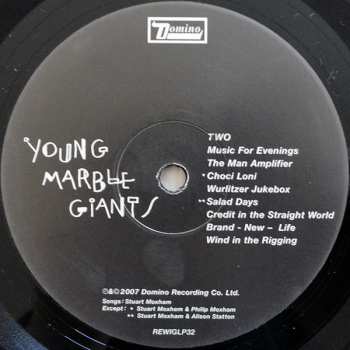 Domino
YOUNG
MARBLE
GIANTS
TWO
Music For Evenings
The Man Amplifier
* Choci Loni
Wurlitzer Jukebox
** Salad Days
Credit in the Straight World
Brand - New - Life
Wind in the Rigging
℗&© 2007 Domino Recording Co. Ltd.
Songs: Stuart Moxham
Except: * Stuart Moxham & Philip Moxham
** Stuart Moxham & Alison Statton
REWIGLP32